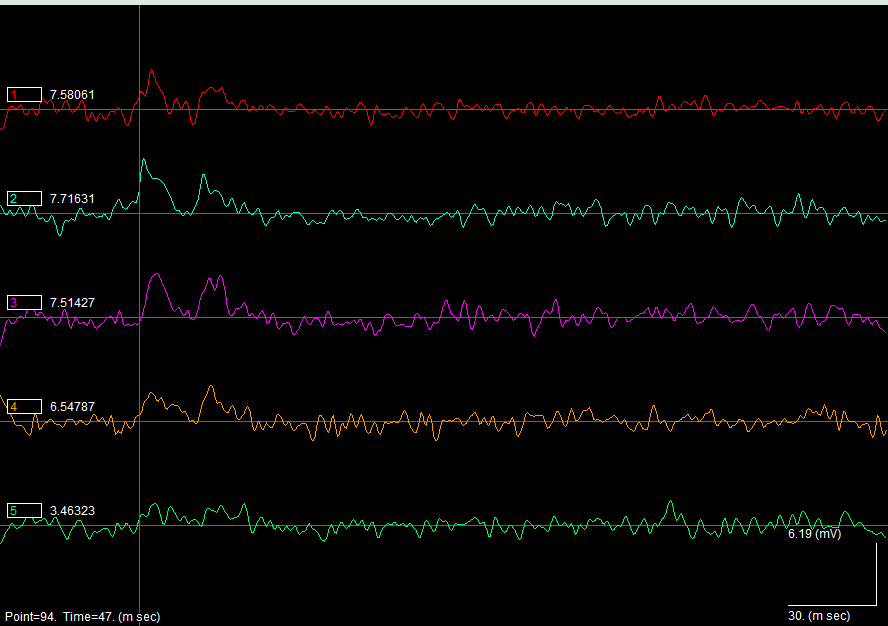 1 7.58061
2 7.71631
3 7.51427
4 6.54787
5 3.46323
6.19 (mV)
30. (m sec)
Point=94. Time=47. (m sec)